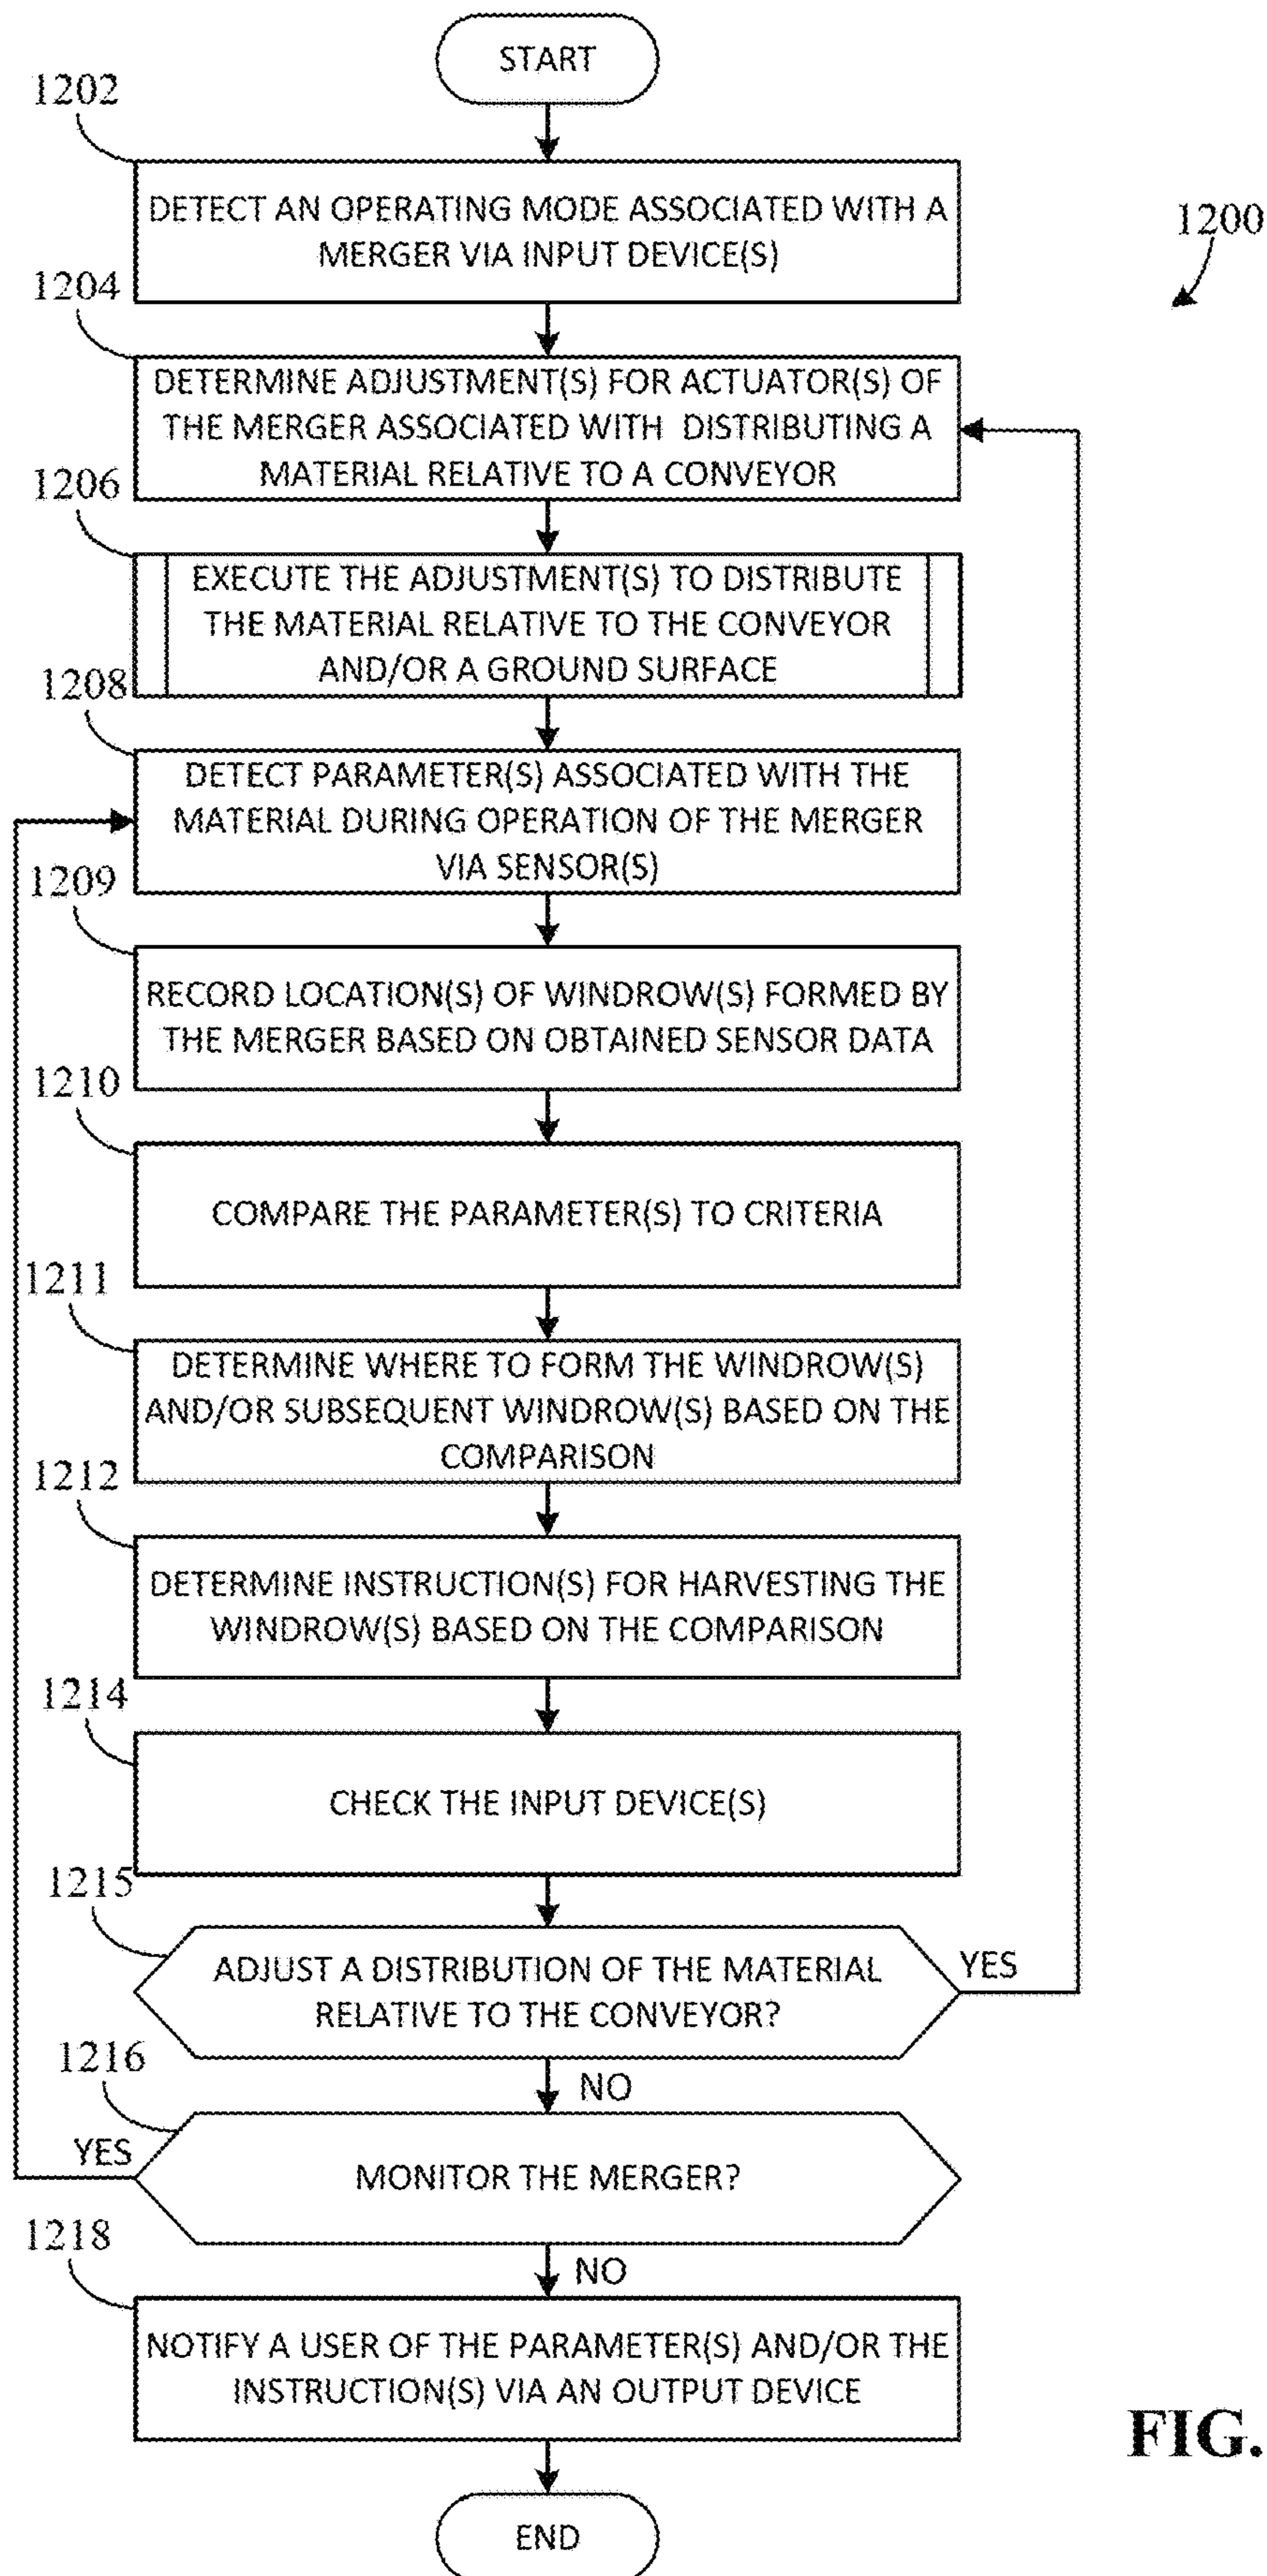 START
1202
DETECT AN OPERATING MODE ASSOCIATED WITH A
MERGER VIA INPUT DEVICE(S)
1200
1204
DETERMINE ADJUSTMENT(S) FOR ACTUATOR(S) OF
THE MERGER ASSOCIATED WITH DISTRIBUTING A
MATERIAL RELATIVE TO A CONVEYOR
1206
EXECUTE THE ADJUSTMENT(S) TO DISTRIBUTE
THE MATERIAL RELATIVE TO THE CONVEYOR
AND/OR A GROUND SURFACE
1208
DETECT PARAMETER(S) ASSOCIATED WITH THE
MATERIAL DURING OPERATION OF THE MERGER
VIA SENSOR(S)
1209
RECORD LOCATION(S) OF WINDROW(S) FORMED BY
THE MERGER BASED ON OBTAINED SENSOR DATA
1210
COMPARE THE PARAMETER(S) TO CRITERIA
1211
DETERMINE WHERE TO FORM THE WINDROW(S)
AND/OR SUBSEQUENT WINDROW(S) BASED ON THE
COMPARISON
1212
DETERMINE INSTRUCTION(S) FOR HARVESTING THE
WINDROW(S) BASED ON THE COMPARISON
1214
CHECK THE INPUT DEVICE(S)
1215
ADJUST A DISTRIBUTION OF THE MATERIAL
RELATIVE TO THE CONVEYOR?
YES
NO
1216
YES
MONITOR THE MERGER?
NO
1218
NOTIFY A USER OF THE PARAMETER(S) AND/OR THE
INSTRUCTION(S) VIA AN OUTPUT DEVICE
FIG.
END